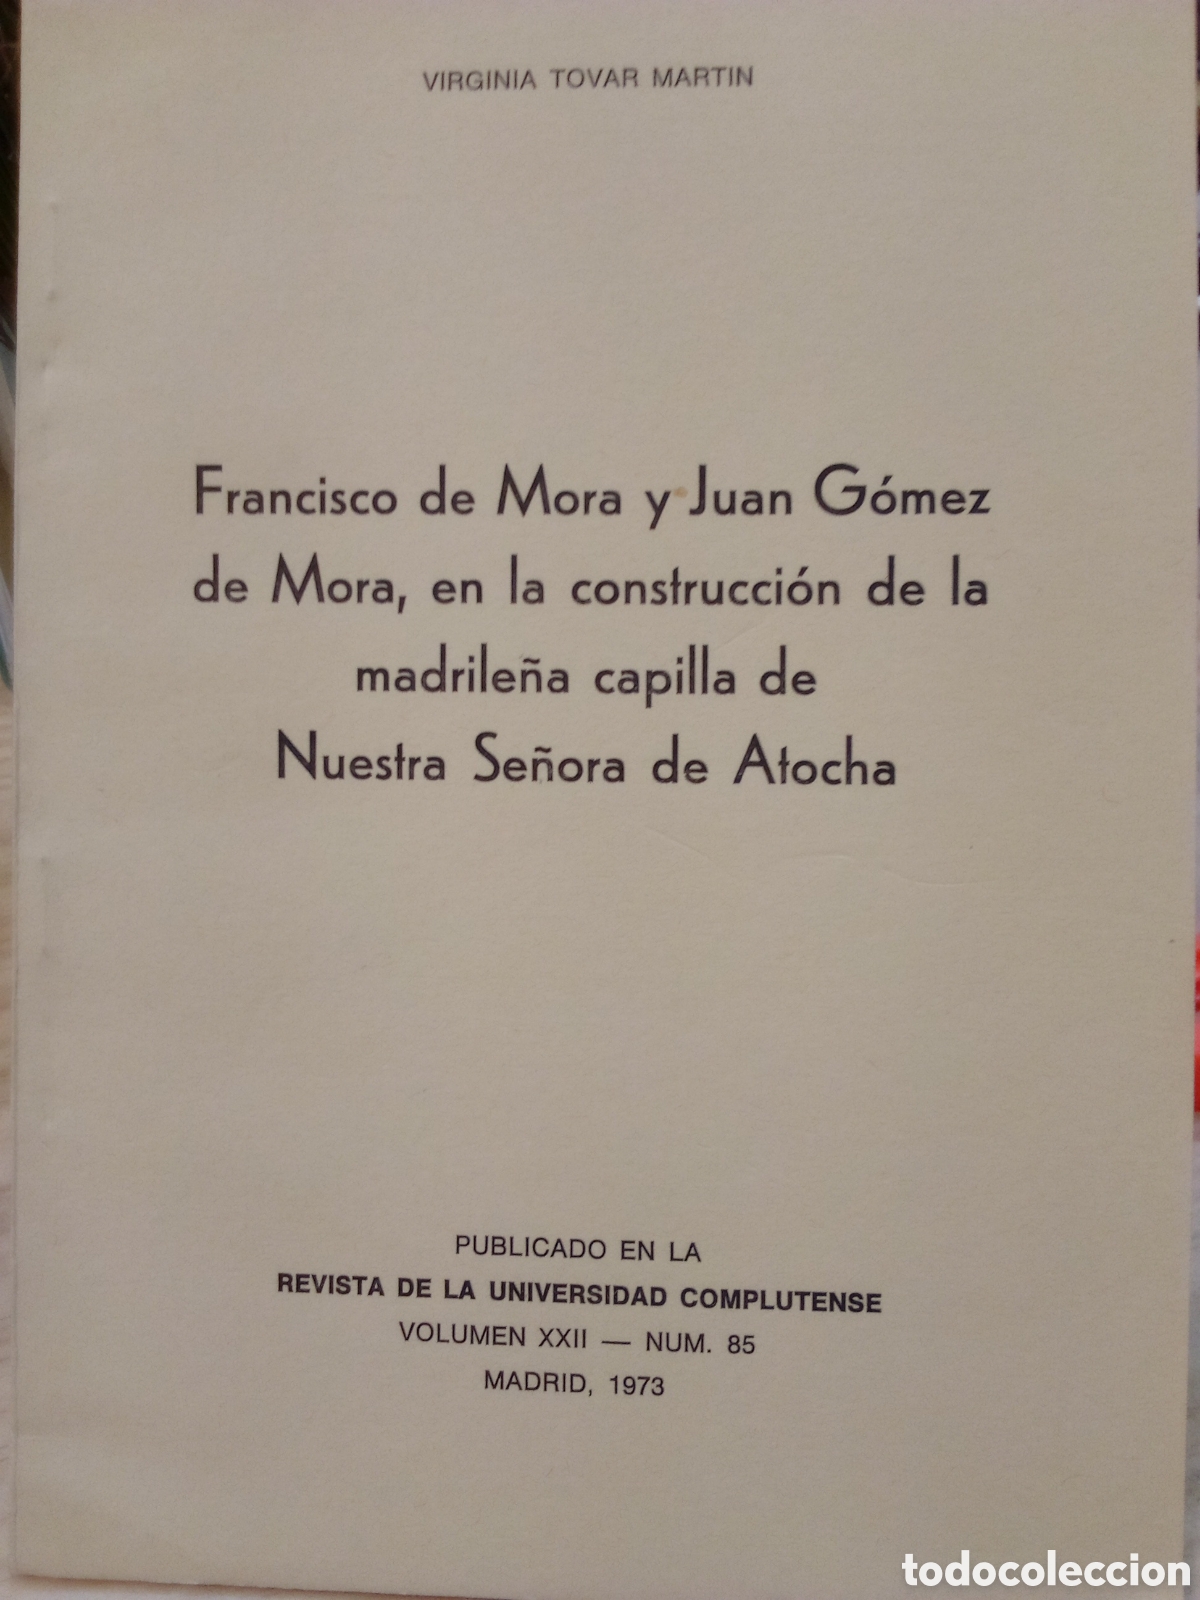 VIRGINIA TOVAR MARTIN
Francisco de Mora y Juan Gómez
de Mora, en la construcción de la
madrileña capilla de
Nuestra Señora de Atocha
PUBLICADO EN LA
REVISTA DE LA UNIVERSIDAD COMPLUTENSE
VOLUMEN XXII — NUM. 85
MADRID, 1973
todocoleccion